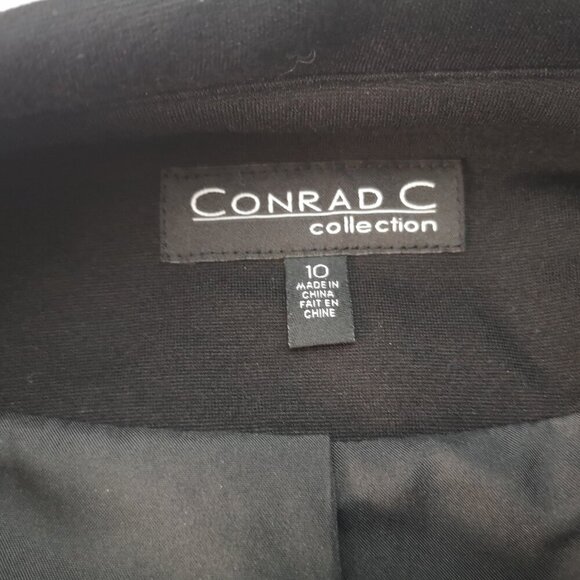 CONRAD C
collection
10
MADE IN
CHINA
FAIT EN
CHINE